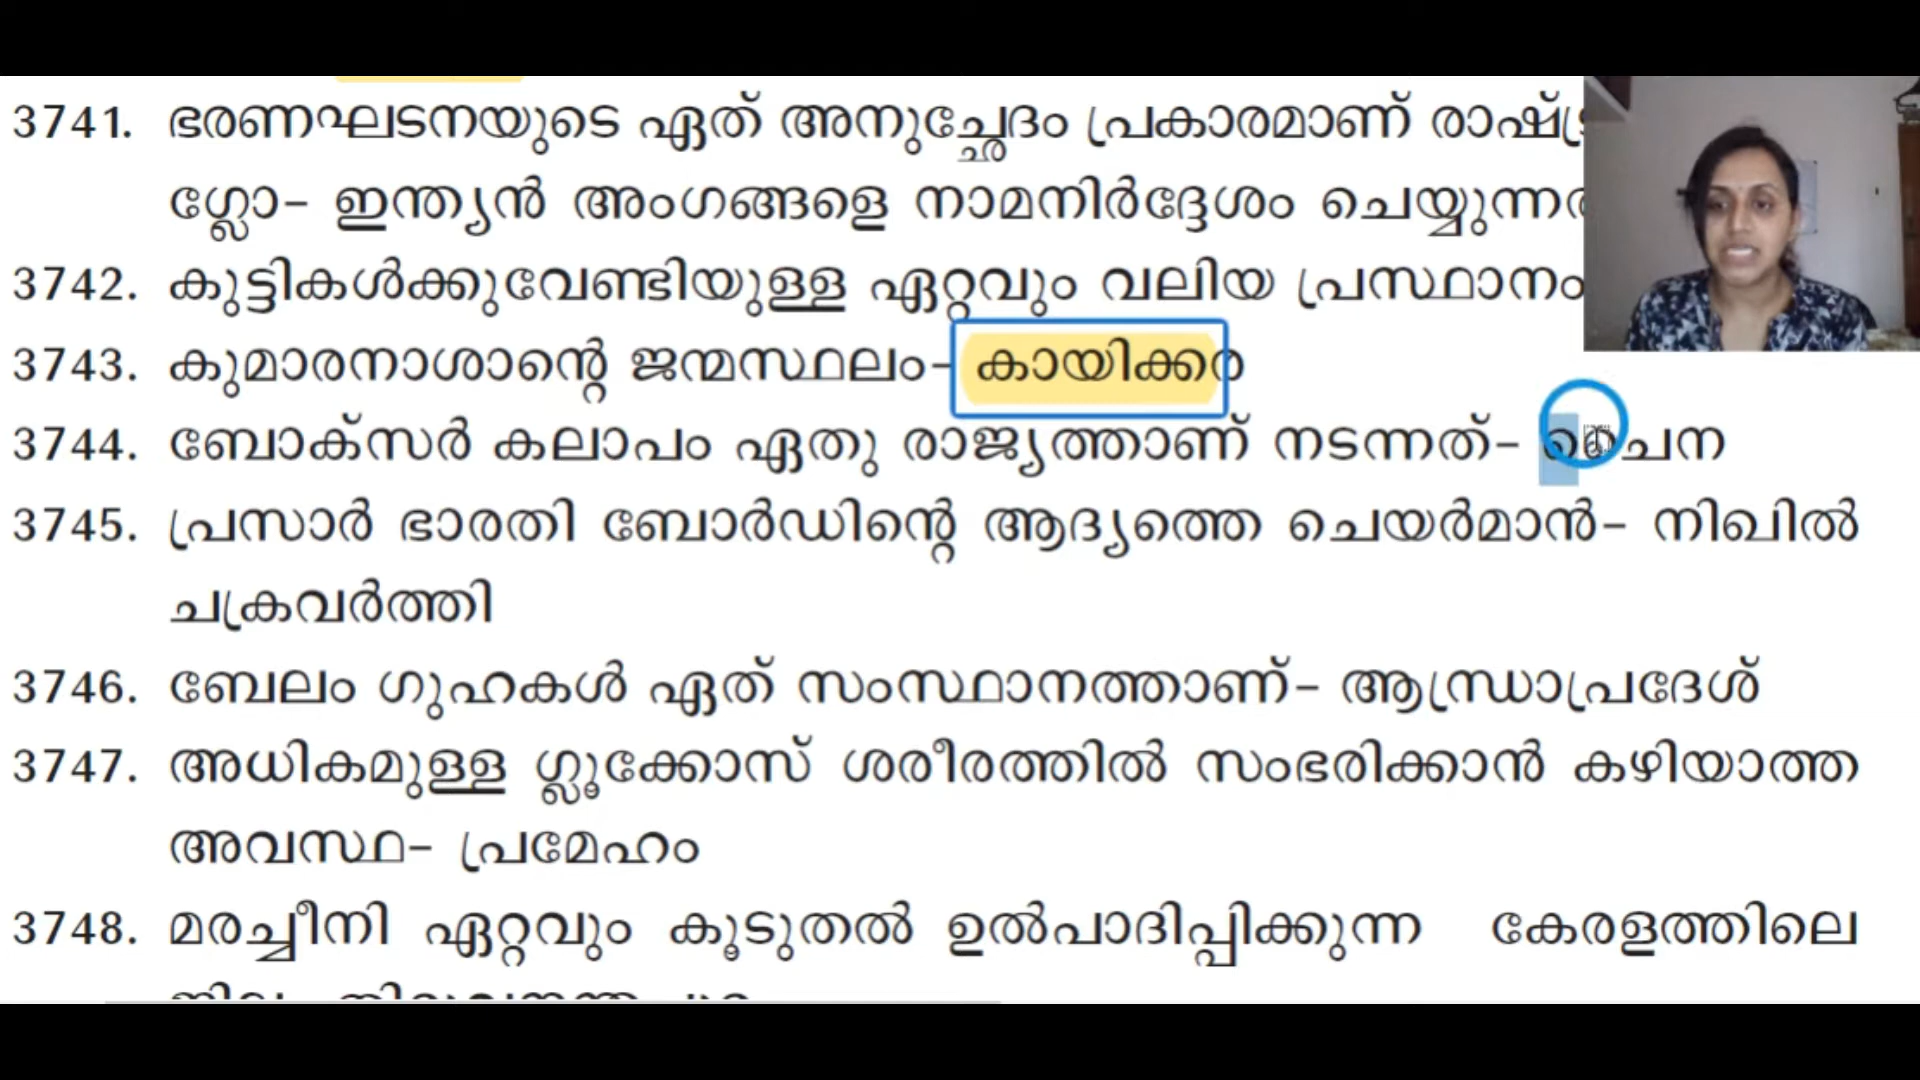 3741. ഭരണഘടനയുടെ ഏത് അനുച്ഛേദം പ്രകാരമാണ്
ഗ്ലോ- ഇന്ത്യൻ അംഗങ്ങളെ നാമനിർദ്ദേശം
3742. കുട്ടികൾക്കുവേണ്ടിയുള്ള ഏറ്റവും വലിയ പ്രസ്ഥാനം
3743. കുമാരനാശാന്റെ ജന്മസ്ഥലം- കായിക്കര
3744. ബോക്സർ കലാപം ഏതു രാജ്യത്താണ് നടന്നത്- ചൈന
3745. പ്രസാർ ഭാരതി ബോർഡിന്റെ ആദ്യത്തെ ചെയർമാൻ- നിഖിൽ
ചക്രവർത്തി
3746. ബേലം ഗുഹകൾ ഏത് സംസ്ഥാനത്താണ്- ആന്ധ്രാപ്രദേശ്
3747. അധികമുള്ള ഗ്ലൂക്കോസ് ശരീരത്തിൽ സംഭരിക്കാൻ കഴിയാത്ത
അവസ്ഥ- പ്രമേഹം
3748. മരച്ചീനി ഏറ്റവും കൂടുതൽ ഉൽപാദിപ്പിക്കുന്ന കേരളത്തിലെ